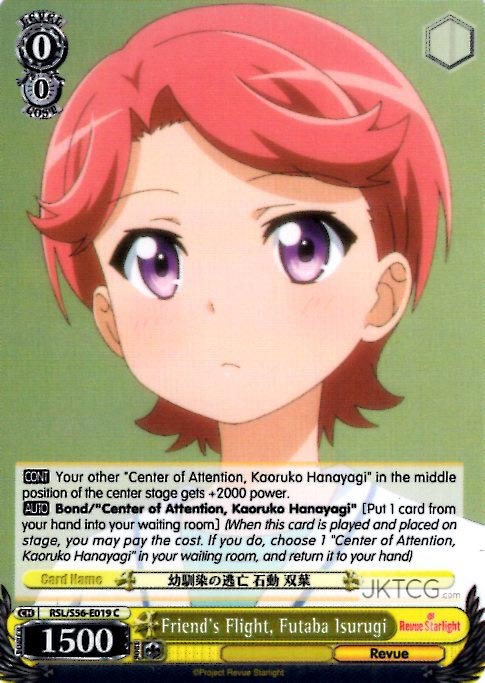 0
0
COST
CONT Your other "Center of Attention, Kaoruko Hanayagi" in the middle
position of the center stage gets +2000 power.
AUTO Bond/"Center of Attention, Kaoruko Hanayagi" [Put 1 card from
your hand into your waiting room] (When this card is played and placed on
stage, you may pay the cost. If you do, choose 1 "Center of Attention,
Kaoruko Hanayagi" in your waiting room, and return it to your hand)
Card Name 幼馴染の逃亡 石動 双葉
JKTCG.com
CH RSL/S56-E019 C
POWER 1500 SOUL
Friend's Flight, Futaba Isurugi Revue Starlight
Revue
©Project Revue Starlight